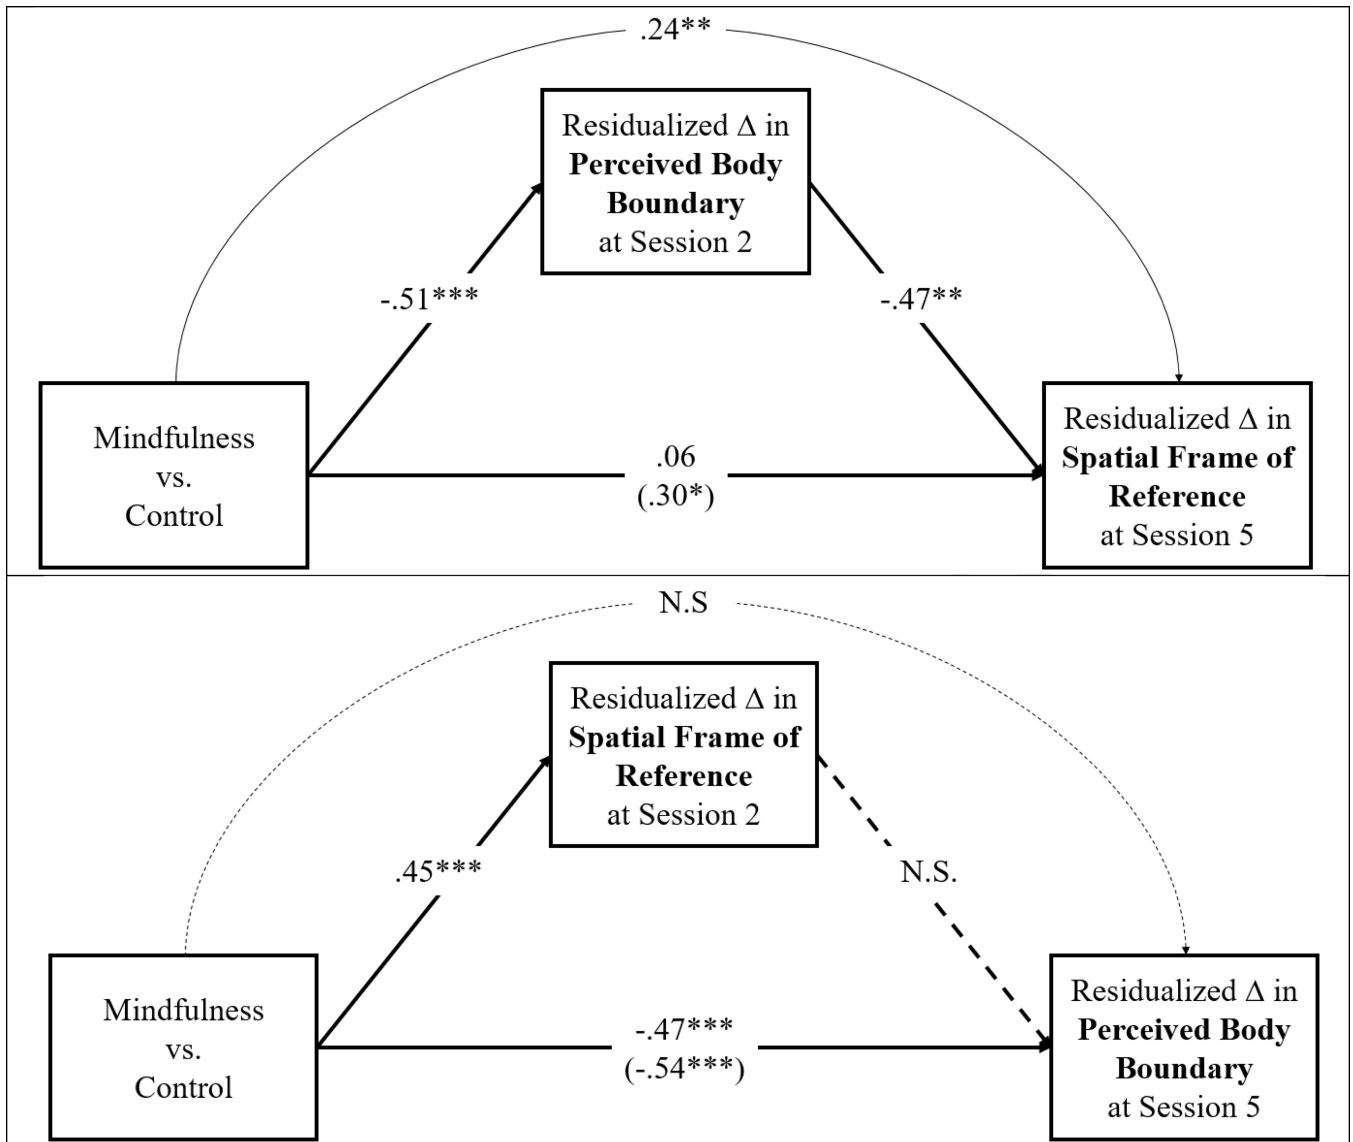 .24**
Residualized Δ in
Perceived Body
Boundary
at Session 2
-.51***
-.47**
Mindfulness
vs.
Control
.06
(.30*)
Residualized Δ in
Spatial Frame of
Reference
at Session 5
N.S
Residualized Δ in
Spatial Frame of
Reference
at Session 2
.45***
N.S.
Mindfulness
vs.
Control
-.47***
(-.54***)
Residualized Δ in
Perceived Body
Boundary
at Session 5